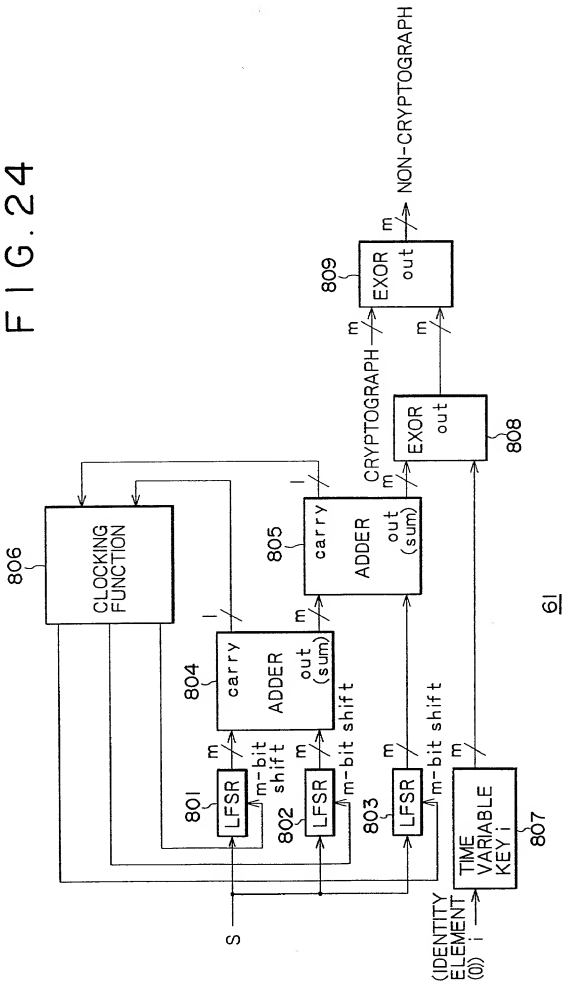 FIG.24
806
CLOCKING
FUNCTION
804
carry
ADDER
out
(sum)
l
m
805
carry
ADDER
out
(sum)
l
m
801
LFSR
m
m-bit
shift
802
LFSR
m
m-bit shift
803
LFSR
m
m-bit shift
S
(IDENTITY
ELEMENT
(0)) i
TIME
VARIABLE
KEY i
807
m
CRYPTOGRAPH
m
EXOR
out
808
m
809
EXOR
out
m
NON-CRYPTOGRAPH
61